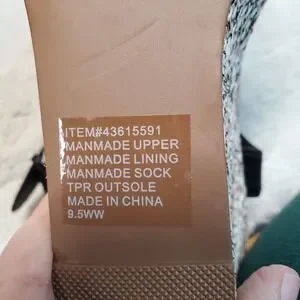 ITEM#43615591
MANMADE UPPER
MANMADE LINING
MANMADE SOCK
TPR OUTSOLE
MADE IN CHINA
9.5WW